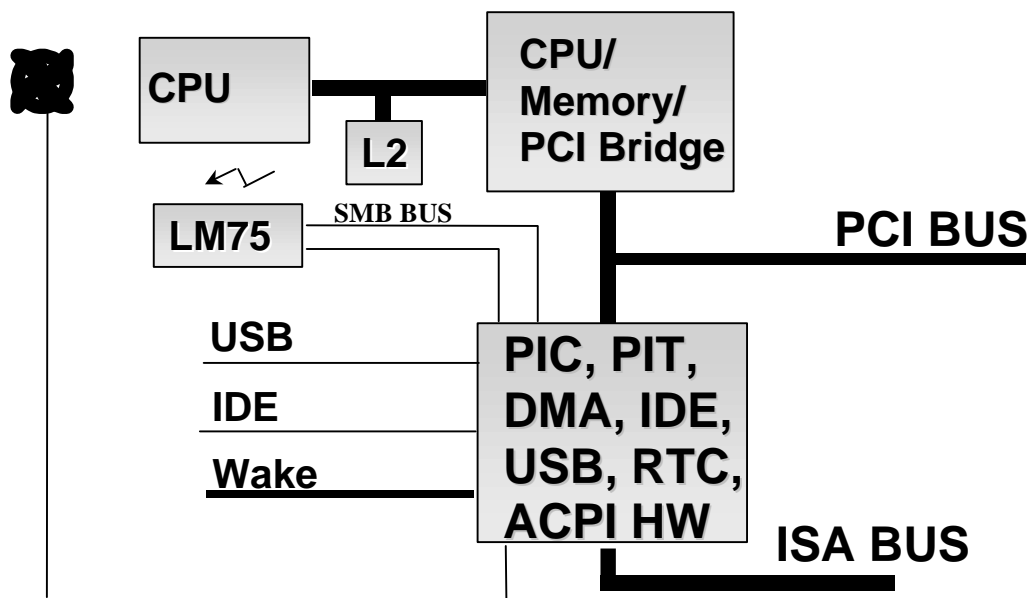 CPU
CPU/
Memory/
PCI Bridge
L2
LM75
SMB BUS
PCI BUS
USB
IDE
Wake
PIC, PIT,
DMA, IDE,
USB, RTC,
ACPI HW
ISA BUS